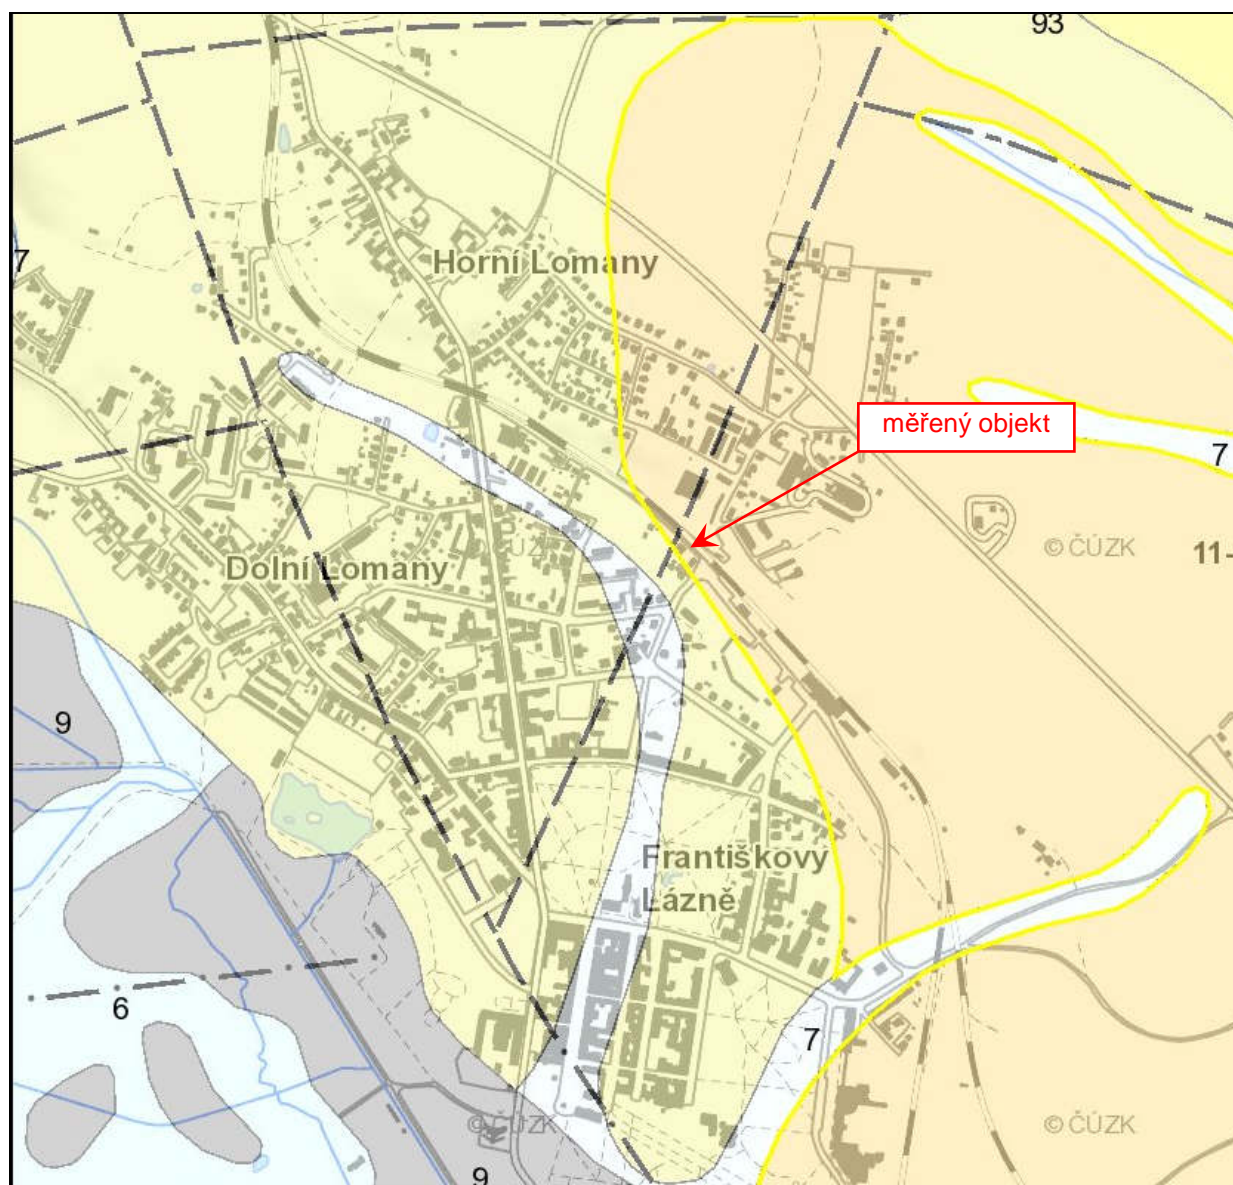 93
7
Horní Lomany
měřený objekt
7
© ČÚZK
© ČÚZK
11-
Dolní Lomany
9
Františkovy
Lázně
6
7
© ČÚZK
© ČÚZK
9